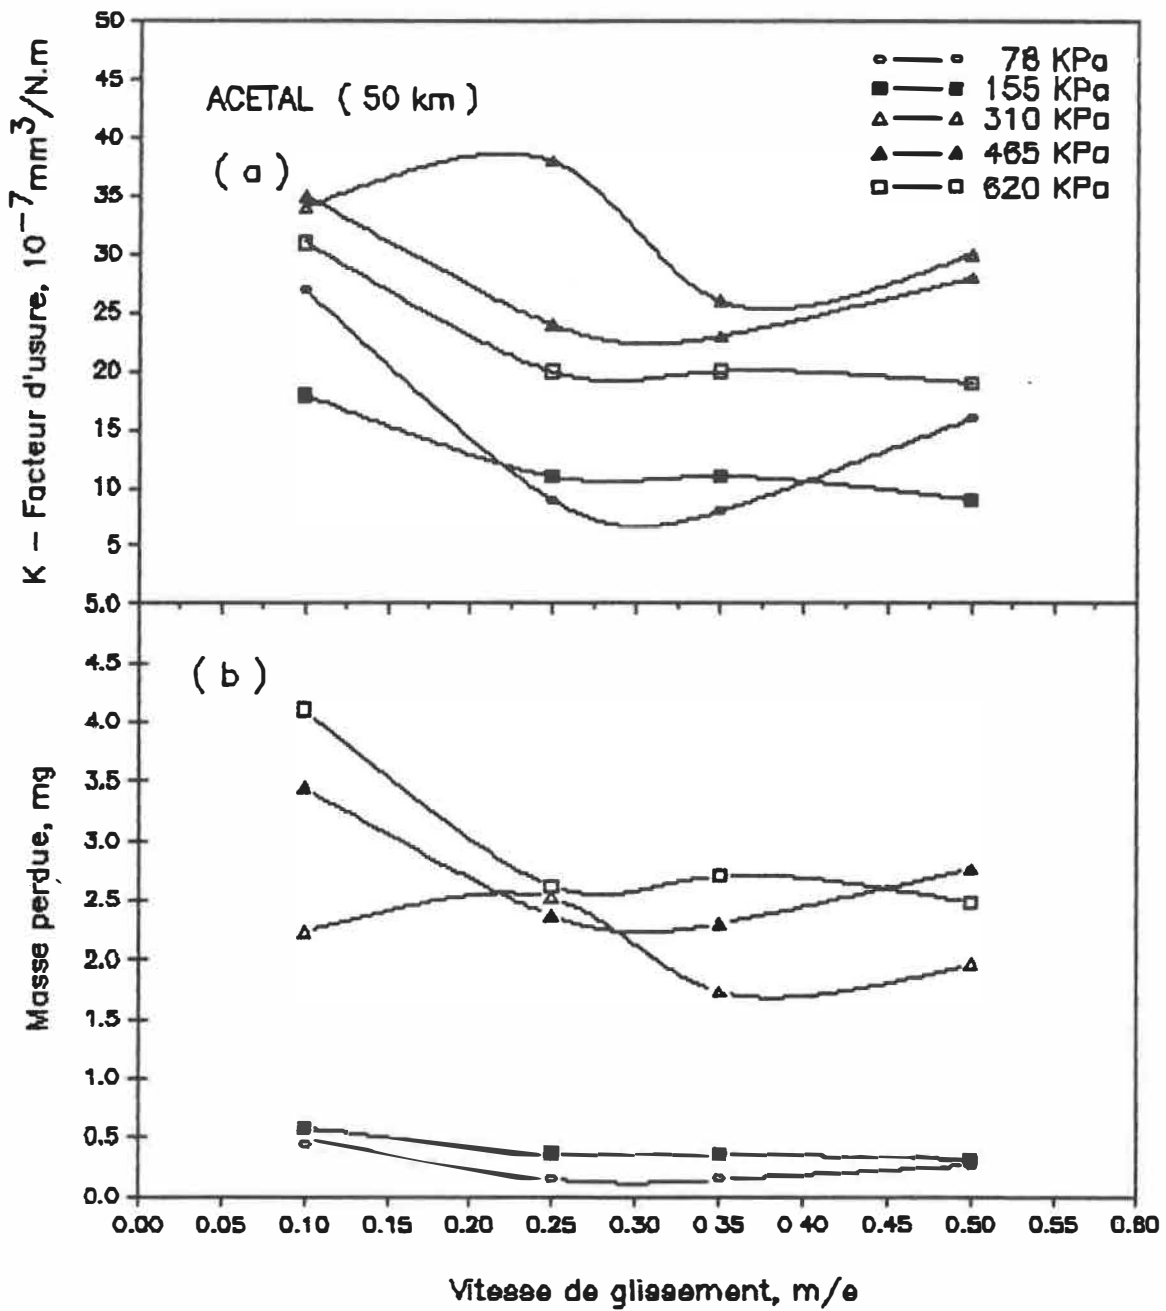 50
45
40
35
30
25
20
15
10
5
5.0
K – Facteur d'usure, 10⁻⁷mm³/N.m
ACETAL ( 50 km )
( a )
78 KPa
155 KPa
310 KPa
465 KPa
620 KPa
( b )
4.5
4.0
3.5
3.0
2.5
2.0
1.5
1.0
0.5
0.0
Masse perdue, mg
0.00 0.05 0.10 0.15 0.20 0.25 0.30 0.35 0.40 0.45 0.50 0.55 0.60
Vitesse de glissement, m/s